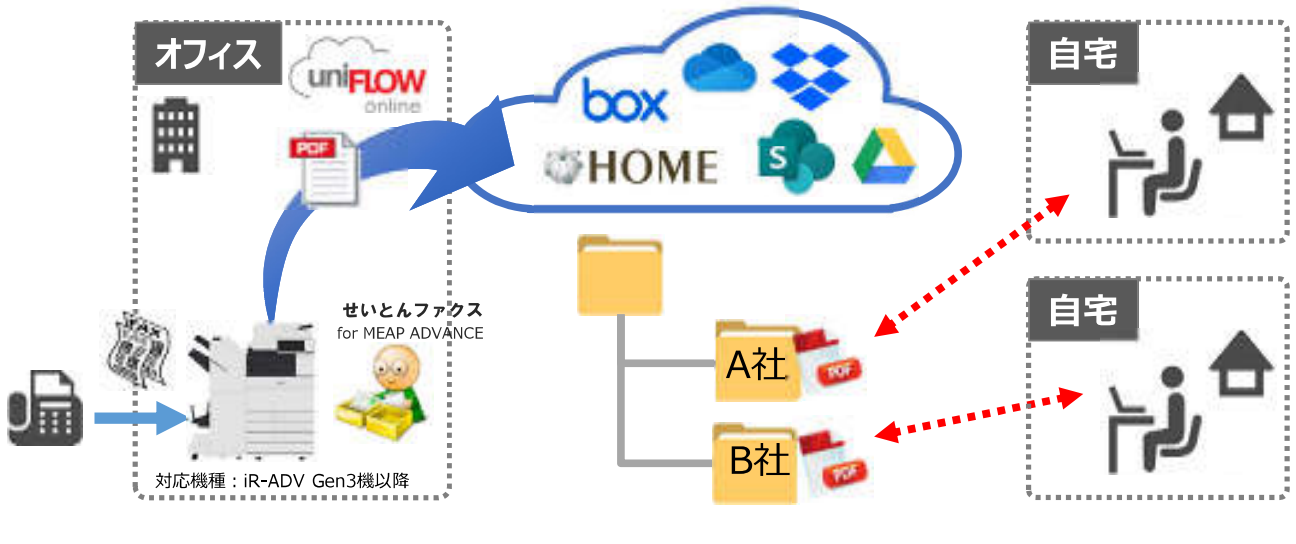 オフィス
uniFLOW
online
PDF
box
HOME
S
自宅
せいとんファクス
for MEAP ADVANCE
FAX
対応機種：iR-ADV Gen3機以降
A社
PDF
B社
PDF
自宅